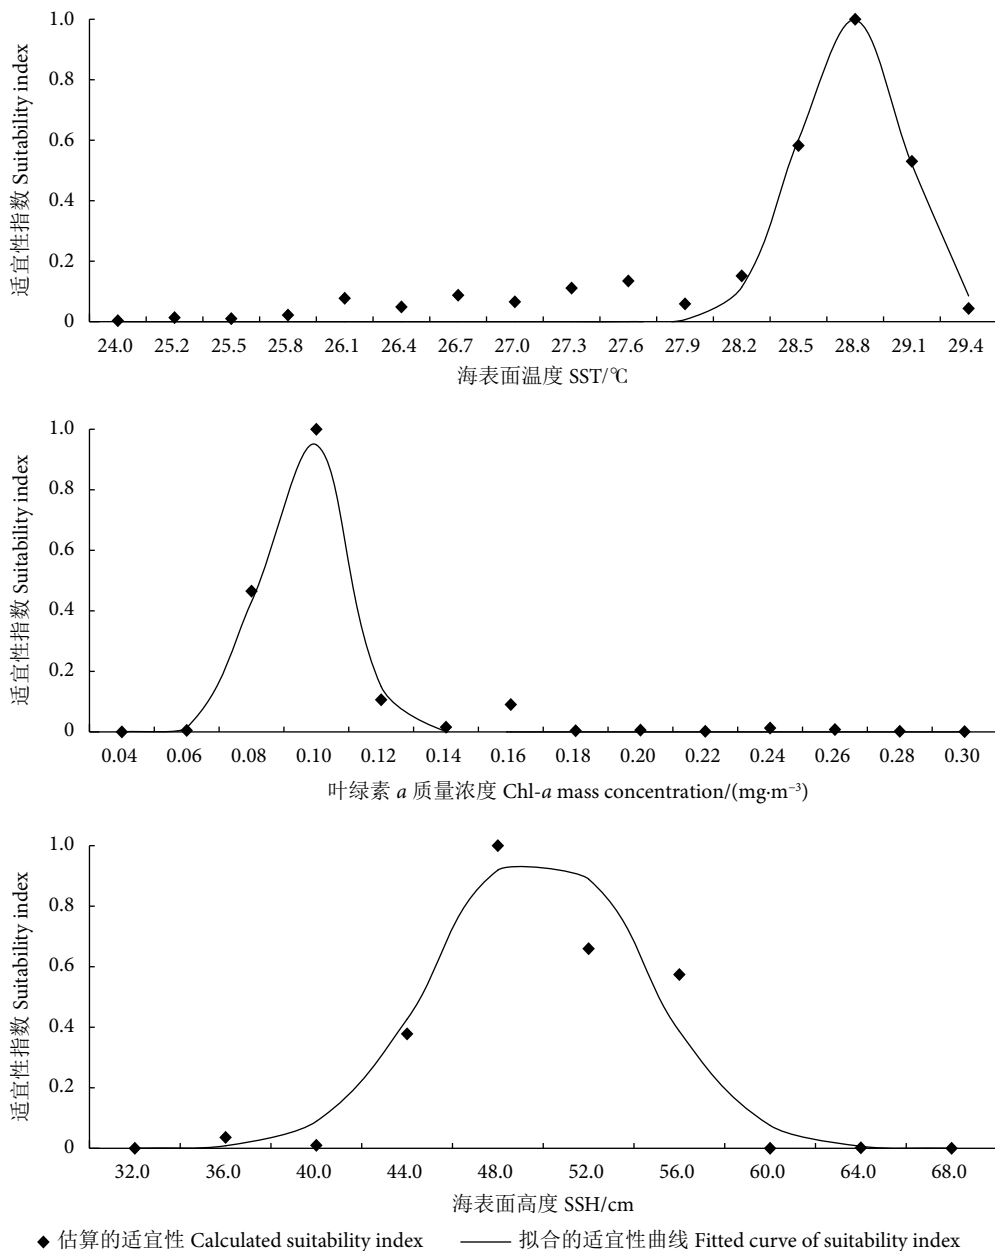 1.0
0.8
0.6
0.4
0.2
0
适宜性指数 Suitability index
24.0 25.2 25.5 25.8 26.1 26.4 26.7 27.0 27.3 27.6 27.9 28.2 28.5 28.8 29.1 29.4
海表面温度 SST/℃
1.0
0.8
0.6
0.4
0.2
0
适宜性指数 Suitability index
0.04 0.06 0.08 0.10 0.12 0.14 0.16 0.18 0.20 0.22 0.24 0.26 0.28 0.30
叶绿素 a 质量浓度 Chl-a mass concentration/(mg·m⁻³)
1.0
0.8
0.6
0.4
0.2
0
适宜性指数 Suitability index
32.0 36.0 40.0 44.0 48.0 52.0 56.0 60.0 64.0 68.0
海表面高度 SSH/cm
估算的适宜性 Calculated suitability index 拟合的适宜性曲线 Fitted curve of suitability index